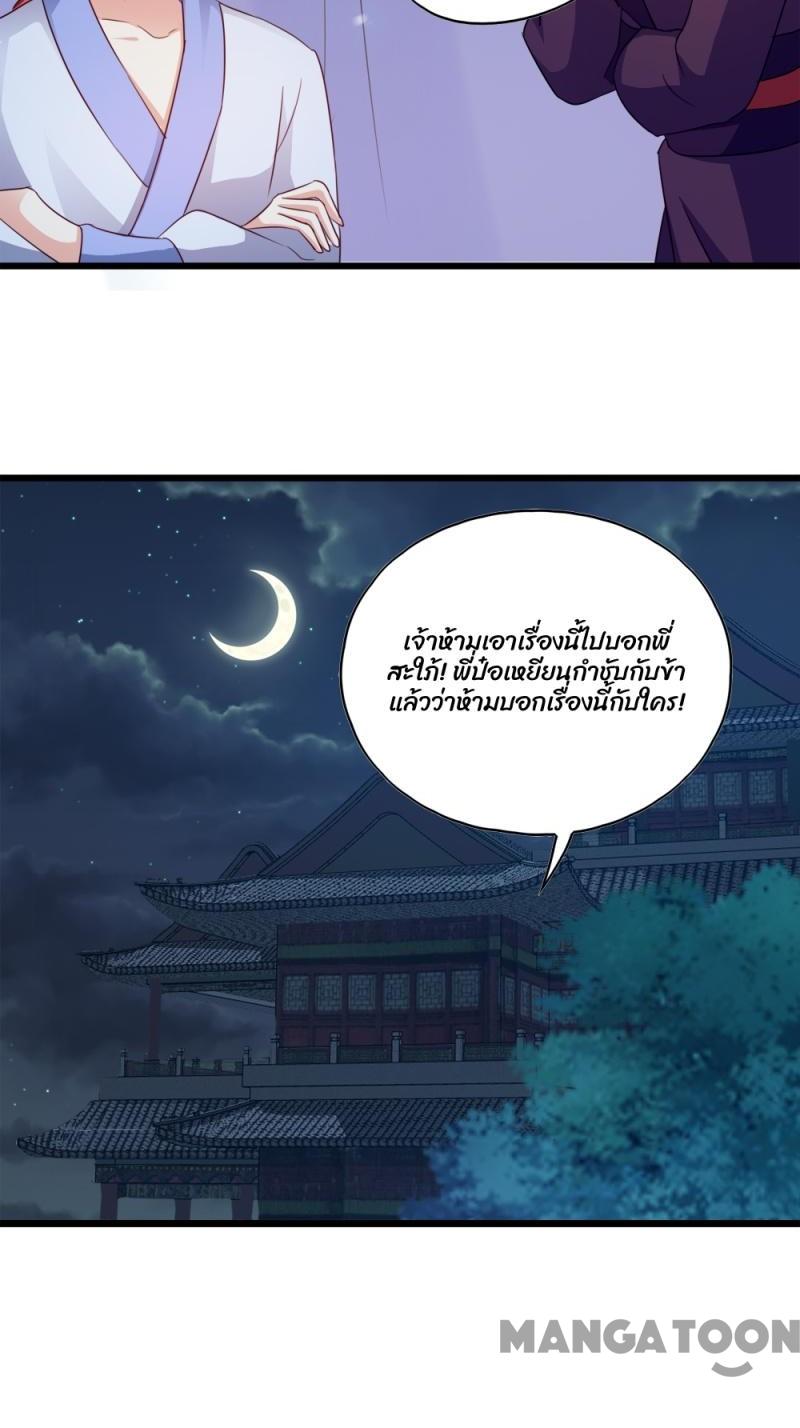 เจ้าห้ามเอาเรื่องนี้ไปบอกพี่
สะใภ้! พี่ป๋อเหยียนกำชับกับข้า
แล้วว่าห้ามบอกเรื่องนี้กับใคร!
MANGATOON